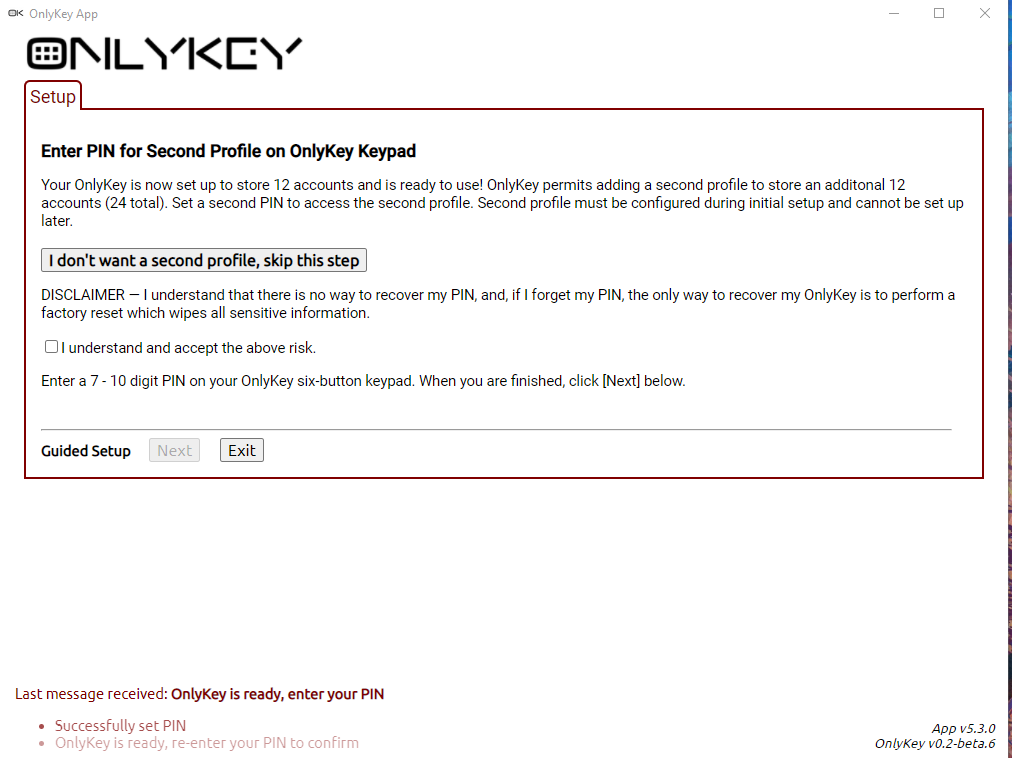 OK OnlyKey App
ONLYKEY
Setup
Enter PIN for Second Profile on OnlyKey Keypad
Your OnlyKey is now set up to store 12 accounts and is ready to use! OnlyKey permits adding a second profile to store an additonal 12
accounts (24 total). Set a second PIN to access the second profile. Second profile must be configured during initial setup and cannot be set up
later.
I don't want a second profile, skip this step
DISCLAIMER — I understand that there is no way to recover my PIN, and, if I forget my PIN, the only way to recover my OnlyKey is to perform a
factory reset which wipes all sensitive information.
I understand and accept the above risk.
Enter a 7 - 10 digit PIN on your OnlyKey six-button keypad. When you are finished, click [Next] below.
Guided Setup Next Exit
Last message received: OnlyKey is ready, enter your PIN
• Successfully set PIN
• OnlyKey is ready, re-enter your PIN to confirm
App v5.3.0
OnlyKey v0.2-beta.6